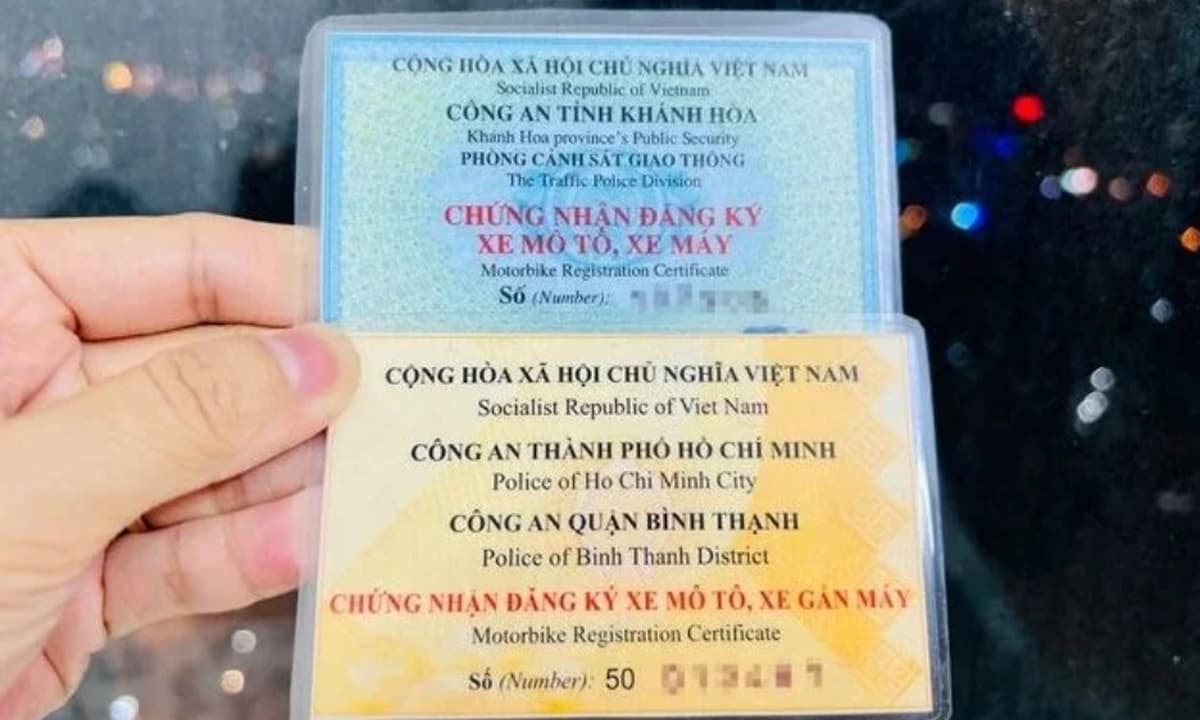 CỘNG HÒA XÃ HỘI CHỦ NGHĨA VIỆT NAM
Socialist Republic of Vietnam
CÔNG AN TỈNH KHÁNH HÒA
Khánh Hoa province's Public Security
PHÒNG CẢNH SÁT GIAO THÔNG
The Traffic Police Division
CHỨNG NHẬN ĐĂNG KÝ
XE MÔ TÔ, XE MÁY
Motorbike Registration Certificate
Số (Number):
CỘNG HÒA XÃ HỘI CHỦ NGHĨA VIỆT NAM
Socialist Republic of Viet Nam
CÔNG AN THÀNH PHỐ HỒ CHÍ MINH
Police of Ho Chi Minh City
CÔNG AN QUẬN BÌNH THẠNH
Police of Binh Thanh District
CHỨNG NHẬN ĐĂNG KÝ XE MÔ TÔ, XE GẮN MÁY
Motorbike Registration Certificate
Số (Number): 50